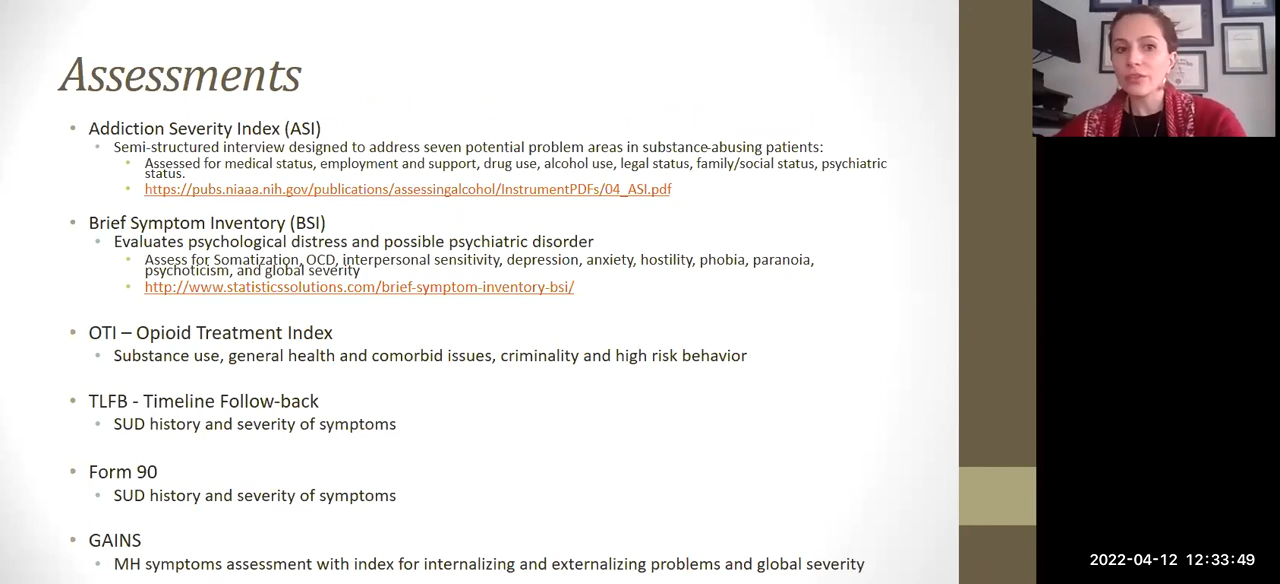 Assessments
Addiction Severity Index (ASI)
Semi-structured interview designed to address seven potential problem areas in substance-abusing patients:
Assessed for medical status, employment and support, drug use, alcohol use, legal status, family/social status, psychiatric
status.
https://pubs.niaaa.nih.gov/publications/assessingalcohol/InstrumentPDFs/04_ASI.pdf
Brief Symptom Inventory (BSI)
Evaluates psychological distress and possible psychiatric disorder
Assess for Somatization, OCD, interpersonal sensitivity, depression, anxiety, hostility, phobia, paranoia,
psychoticism, and global severity
http://www.statisticssolutions.com/brief-symptom-inventory-bsi/
OTI – Opioid Treatment Index
Substance use, general health and comorbid issues, criminality and high risk behavior
TLFB - Timeline Follow-back
SUD history and severity of symptoms
Form 90
SUD history and severity of symptoms
GAINS
MH symptoms assessment with index for internalizing and externalizing problems and global severity
2022-04-12 12:33:49